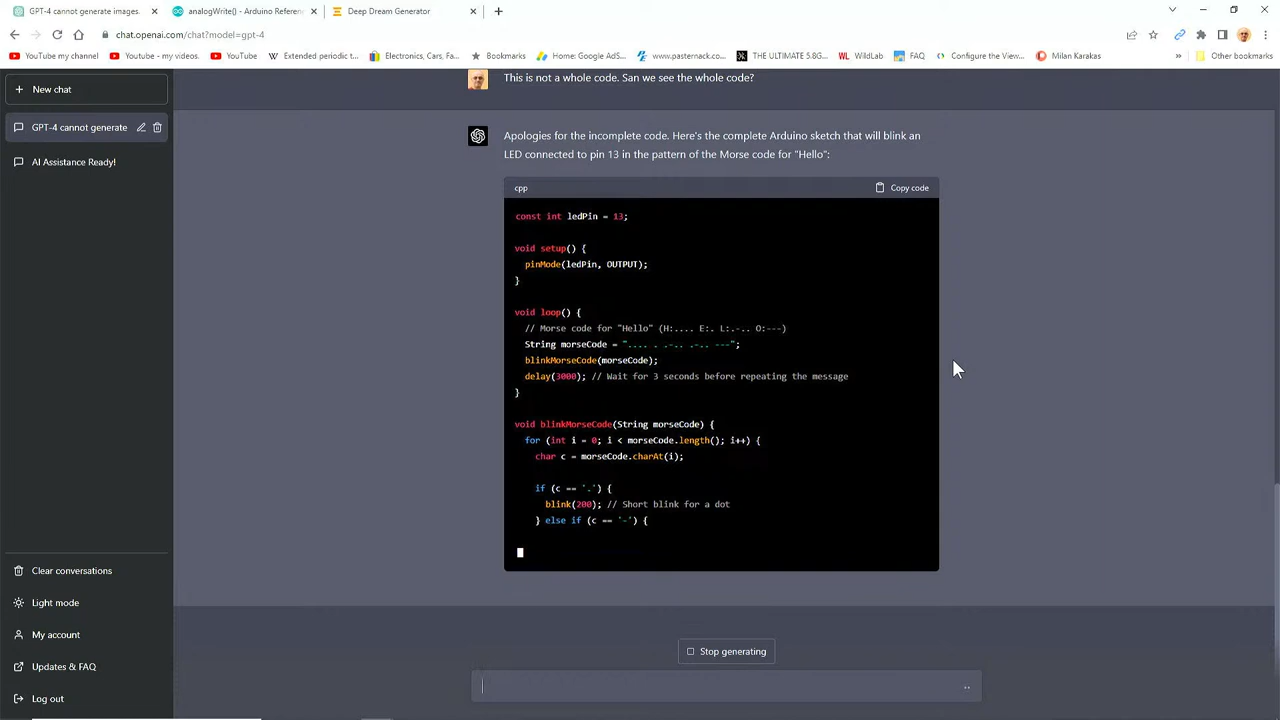 GPT-4 cannot generate images.
analogWrite() - Arduino Referen
Deep Dream Generator
chat.openai.com/chat?model=gpt-4
YouTube my channel
YouTube - my videos.
YouTube
Extended periodic t
Electronics, Cars, Fa
Bookmarks
Home: Google AdS
www.pasternack.co
THE ULTIMATE 5.8G
WL WildLab
FAQ
Configure the View...
Milan Karakas
»
Other bookmarks
New chat
GPT-4 cannot generate
AI Assistance Ready!
This is not a whole code. San we see the whole code?
Apologies for the incomplete code. Here's the complete Arduino sketch that will blink an
LED connected to pin 13 in the pattern of the Morse code for "Hello":
cpp
Copy code
const int ledPin = 13;
void setup() {
pinMode(ledPin, OUTPUT);
}
void loop() {
// Morse code for "Hello" (H:.... E:. L:.-.. O:---)
String morseCode = ".... . .-.. .-.. ---";
blinkMorseCode(morseCode);
delay(3000); // Wait for 3 seconds before repeating the message
}
void blinkMorseCode(String morseCode) {
for (int i = 0; i < morseCode.length(); i++) {
char c = morseCode.charAt(i);
if (c == '.') {
blink(200); // Short blink for a dot
} else if (c == '-') {
Clear conversations
Light mode
My account
Updates & FAQ
Log out
Stop generating